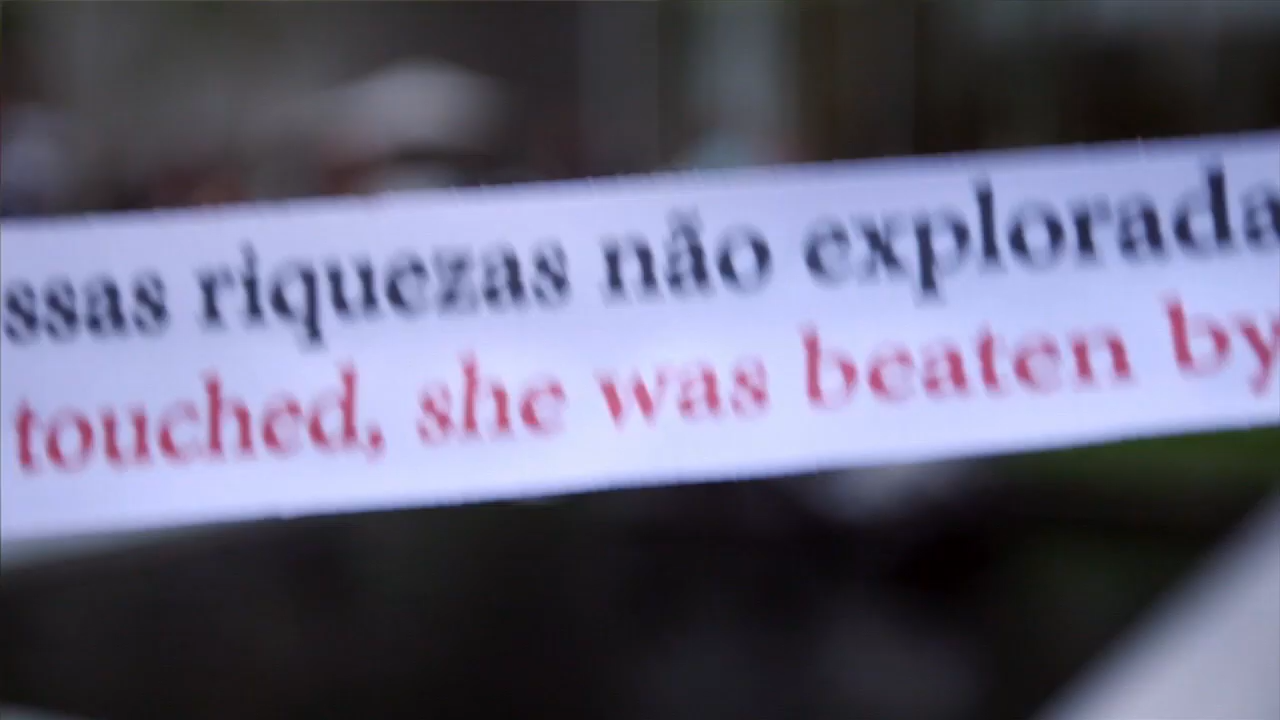 ssas riquezas não explorada
touched, she was beaten by